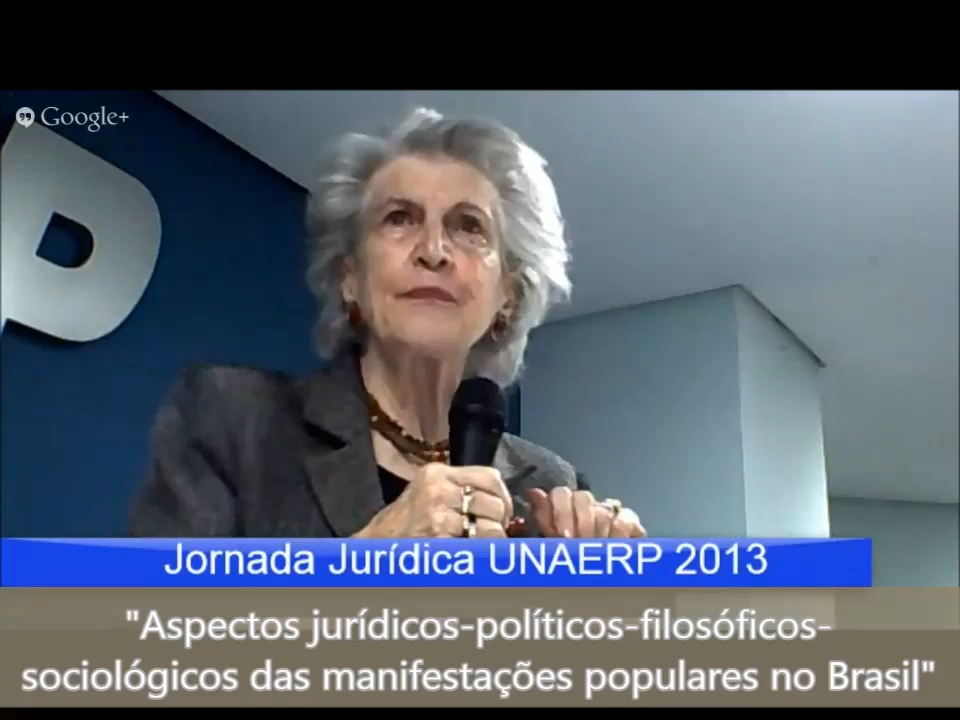 Google+
P
Jornada Jurídica UNAERP 2013
"Aspectos jurídicos-políticos-filosóficos-
sociológicos das manifestações populares no Brasil"